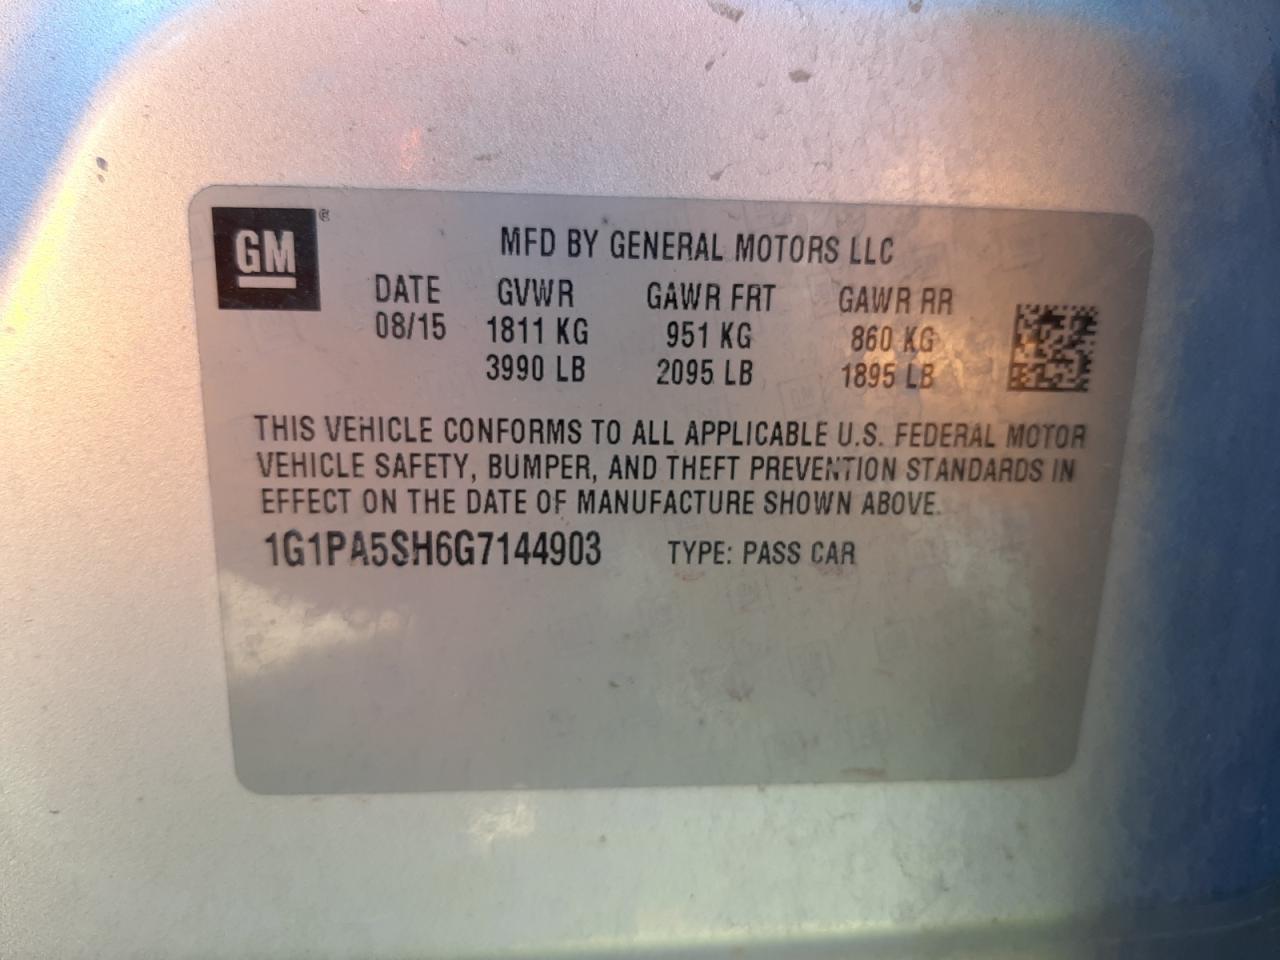 GM®
MFD BY GENERAL MOTORS LLC
DATE GVWR GAWR FRT GAWR RR
08/15 1811 KG 951 KG 860 KG
3990 LB 2095 LB 1895 LB
THIS VEHICLE CONFORMS TO ALL APPLICABLE U.S. FEDERAL MOTOR
VEHICLE SAFETY, BUMPER, AND THEFT PREVENTION STANDARDS IN
EFFECT ON THE DATE OF MANUFACTURE SHOWN ABOVE.
1G1PA5SH6G7144903 TYPE: PASS CAR